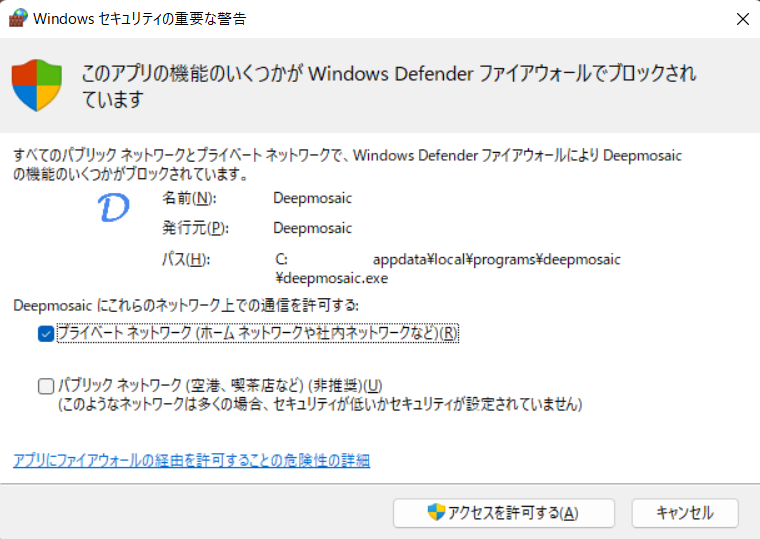 Windows セキュリティの重要な警告
このアプリの機能のいくつかが Windows Defender ファイアウォールでブロックされ
ています
すべてのパブリック ネットワークとプライベート ネットワークで、Windows Defender ファイアウォールにより Deepmosaic
の機能のいくつかがブロックされています。
D
名前(N): Deepmosaic
発行元(P): Deepmosaic
パス(H): C: appdata¥local¥programs¥deepmosaic
¥deepmosaic.exe
Deepmosaic にこれらのネットワーク上での通信を許可する:
プライベート ネットワーク (ホーム ネットワークや社内ネットワークなど)(R)
パブリック ネットワーク (空港、喫茶店など) (非推奨)(U)
(このようなネットワークは多くの場合、セキュリティが低いかセキュリティが設定されていません)
アプリにファイアウォールの経由を許可することの危険性の詳細
アクセスを許可する(A) キャンセル